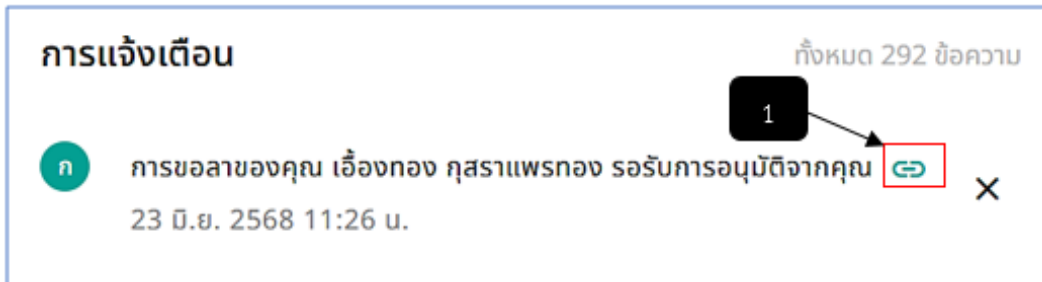 การแจ้งเตือน
ทั้งหมด 292 ข้อความ
1
ก
การขอลาของคุณ เอื้องทอง กุสราแพรทอง รอรับการอนุมัติจากคุณ
23 มิ.ย. 2568 11:26 น.